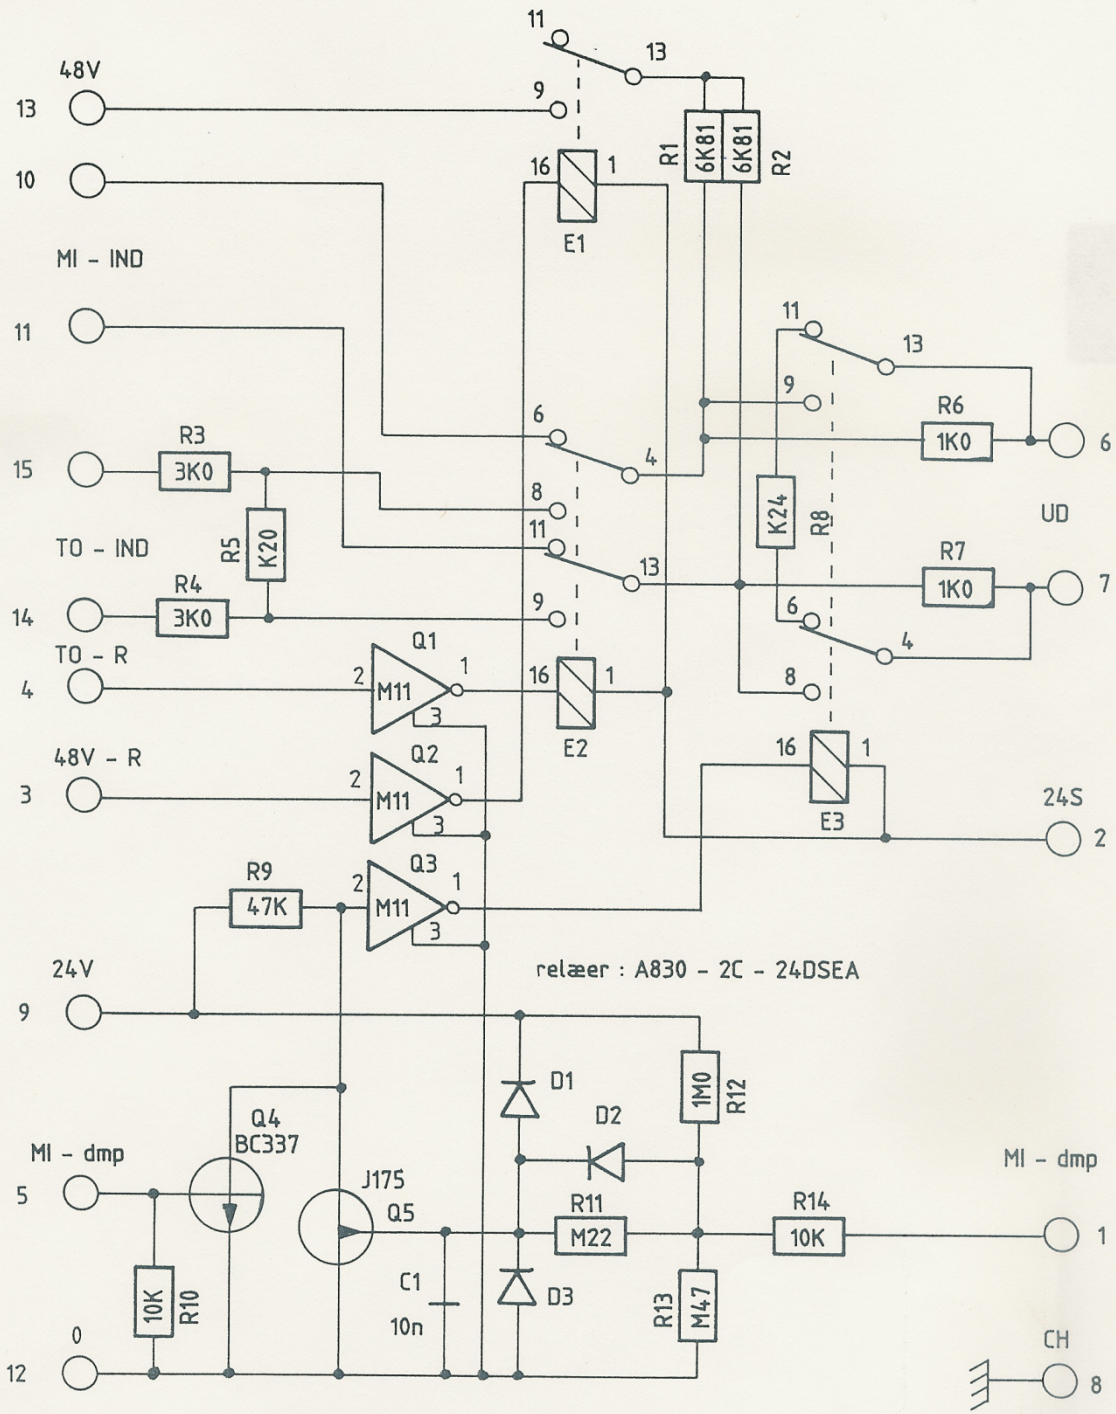 11
13
48V
13
9
R1
6K81
6K81
R2
10
16
1
E1
MI - IND
11
11
13
9
6
4
R6
1K0
6
R3
15
3K0
8
K24
R8
UD
R5
K20
11
TO - IND
R4
13
R7
1K0
7
14
3K0
9
6
4
TO - R
Q1
4
2
M11
1
3
16
1
8
E2
48V - R
Q2
16
1
3
2
M11
1
3
E3
24S
2
Q3
R9
47K
2
M11
1
3
24V
relæer : A830 - 2C - 24DSEA
9
D1
1M0
R12
D2
Q4
BC337
MI - dmp
J175
MI - dmp
5
Q5
R11
M22
R14
10K
1
10K
R10
C1
10n
D3
R13
M47
0
CH
12
8